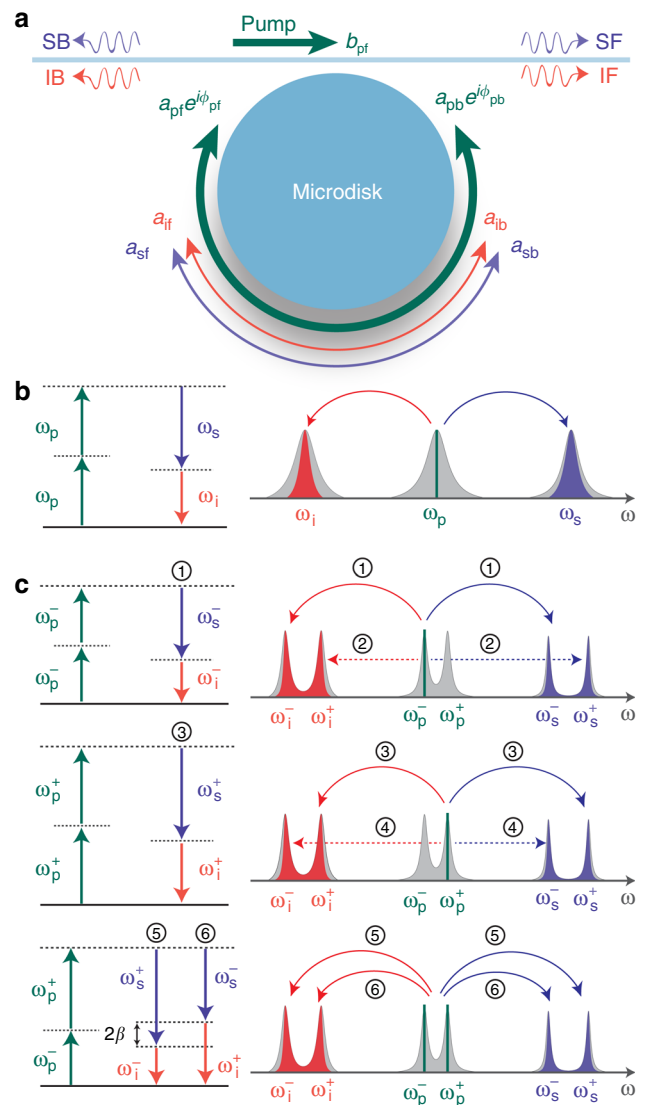 a
SB
Pump
b_pf
SF
IB
IF
a_pf e^{iϕ_pf}
a_pb e^{iϕ_pb}
Microdisk
a_if
a_ib
a_sf
a_sb
b
ω_p
ω_s
ω_p
ω_i
ω_i
ω_p
ω_s
ω
c
①
①
①
ω_p^-
ω_s^-
②
②
ω_p^-
ω_i^-
ω_i^-
ω_i^+
ω_p^-
ω_p^+
ω_s^-
ω_s^+
ω
③
③
③
ω_p^+
ω_s^+
④
④
ω_p^+
ω_i^+
ω_i^-
ω_i^+
ω_p^-
ω_p^+
ω_s^-
ω_s^+
ω
⑤
⑥
⑤
⑤
ω_p^+
ω_s^+
ω_s^-
⑥
⑥
2β
ω_p^-
ω_i^-
ω_i^+
ω_i^-
ω_i^+
ω_p^-
ω_p^+
ω_s^-
ω_s^+
ω